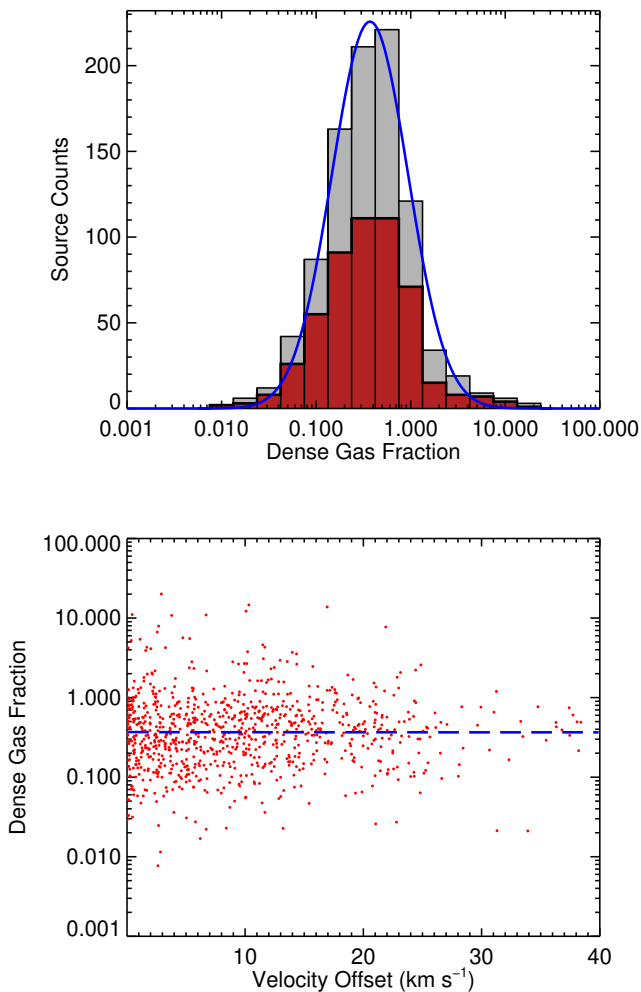 200
150
100
50
0
Source Counts
0.001 0.010 0.100 1.000 10.000 100.000
Dense Gas Fraction
100.000
10.000
1.000
0.100
0.010
0.001
Dense Gas Fraction
10 20 30 40
Velocity Offset (km s⁻¹)